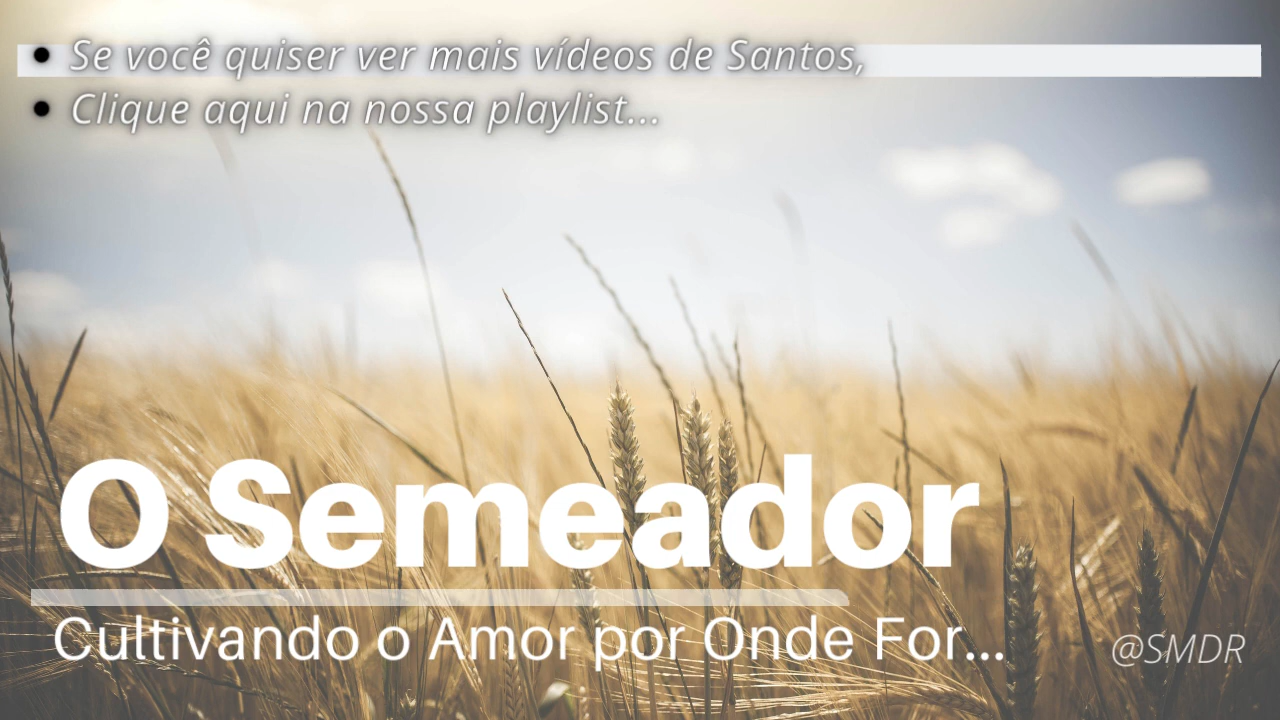 • Se você quiser ver mais vídeos de Santos,
• Clique aqui na nossa playlist...
O Semeador
Cultivando o Amor por Onde For...
@SMDR